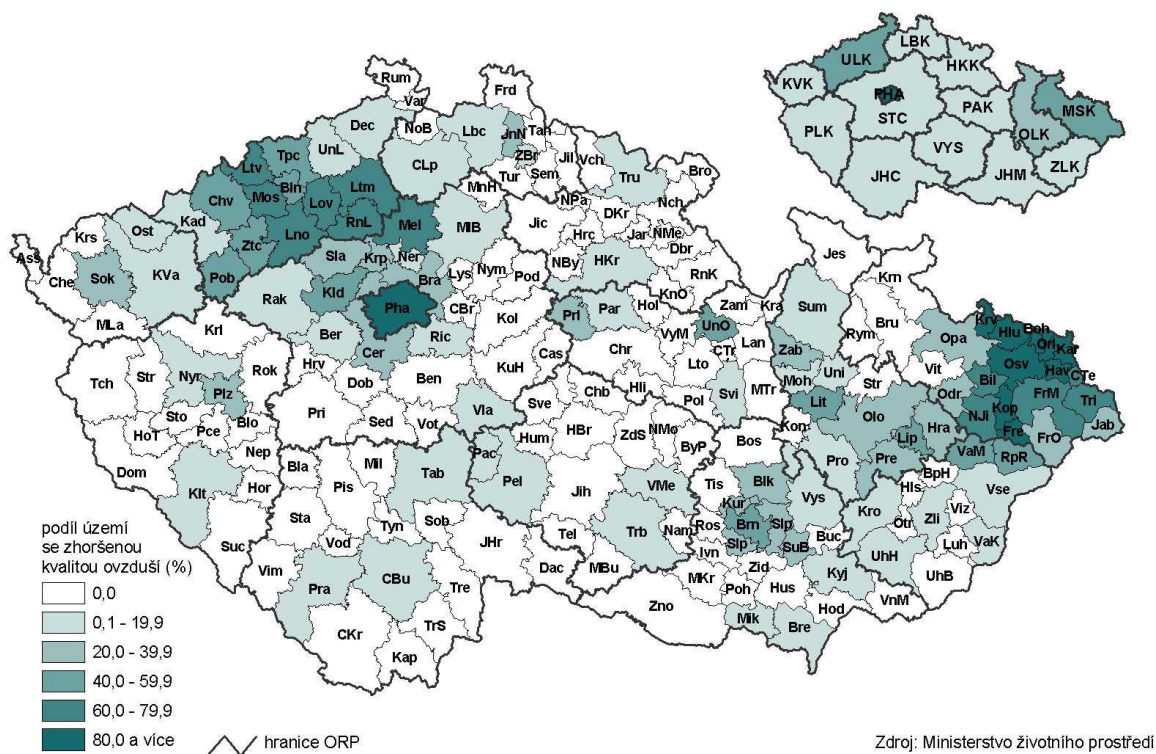 LBK
ULK
HKK
KVK
PHA
STC
PAK
MSK
PLK
OLK
VYS
ZLK
JHC
JHM
Rum
Var
Frd
Dec
NoB
Lbc
JnN
Tan
Tpc
UnL
ZBr
Jil
Vch
Ltv
CLp
Tur
Sem
Tru
Bro
Bln
Ltm
MnH
Chv
Mos
Lov
NPa
Nch
Kad
RnL
Mel
MlB
Jic
DKr
Ost
Lno
Hrc
Jar
NMe
Krs
Ztc
Ner
Dbr
Jes
Ass
Che
Sok
KVa
Pob
Sla
Krp
Lys
Nym
NBy
HKr
Krn
Rak
Kld
Bra
Pod
RnK
Pha
CBr
Kol
KnO
Zam
Kra
Sum
MLa
Krl
Ber
Ric
Prl
Par
Hol
UnO
Rym
Bru
Krv
Hlu
Boh
Orl
Kar
Opa
VyM
CTr
Lan
Zab
Cer
Cas
Chr
Lto
Uni
Vit
Osv
Hav
CTe
Tch
Str
Nyr
Rok
Hrv
Dob
Ben
KuH
Moh
Str
Bil
FrM
Tri
Plz
Hli
Pol
Svi
MTr
Lit
Odr
NJi
Kop
Jab
Sto
Blo
Pri
Sed
Vot
Vla
Sve
Chb
Kon
Olo
Hra
Fre
FrO
HoT
Pce
Hum
HBr
ZdS
NMo
ByP
Bos
Lip
VaM
RpR
Dom
Nep
Bla
Mil
Tab
Pac
Pro
Pre
BpH
Klt
Hor
Pis
Pel
Jih
VMe
Tis
Blk
Vys
Hls
Vse
Kur
Kro
Otr
Zli
Viz
Sta
Tyn
Sob
Trb
Nam
Ros
Brn
Slp
Buc
Suc
Vod
JHr
Tel
Slp
SuB
UhH
Luh
VaK
Vim
Pra
CBu
Dac
MBu
Ivn
Zid
Kyj
UhB
Tre
MKr
Poh
Hus
Hod
VnM
CKr
Zno
Mik
Bre
TrS
Kap
podíl území
se zhoršenou
kvalitou ovzduší (%)
0,0
0,1 - 19,9
20,0 - 39,9
40,0 - 59,9
60,0 - 79,9
80,0 a více
hranice ORP
Zdroj: Ministerstvo životního prostředí